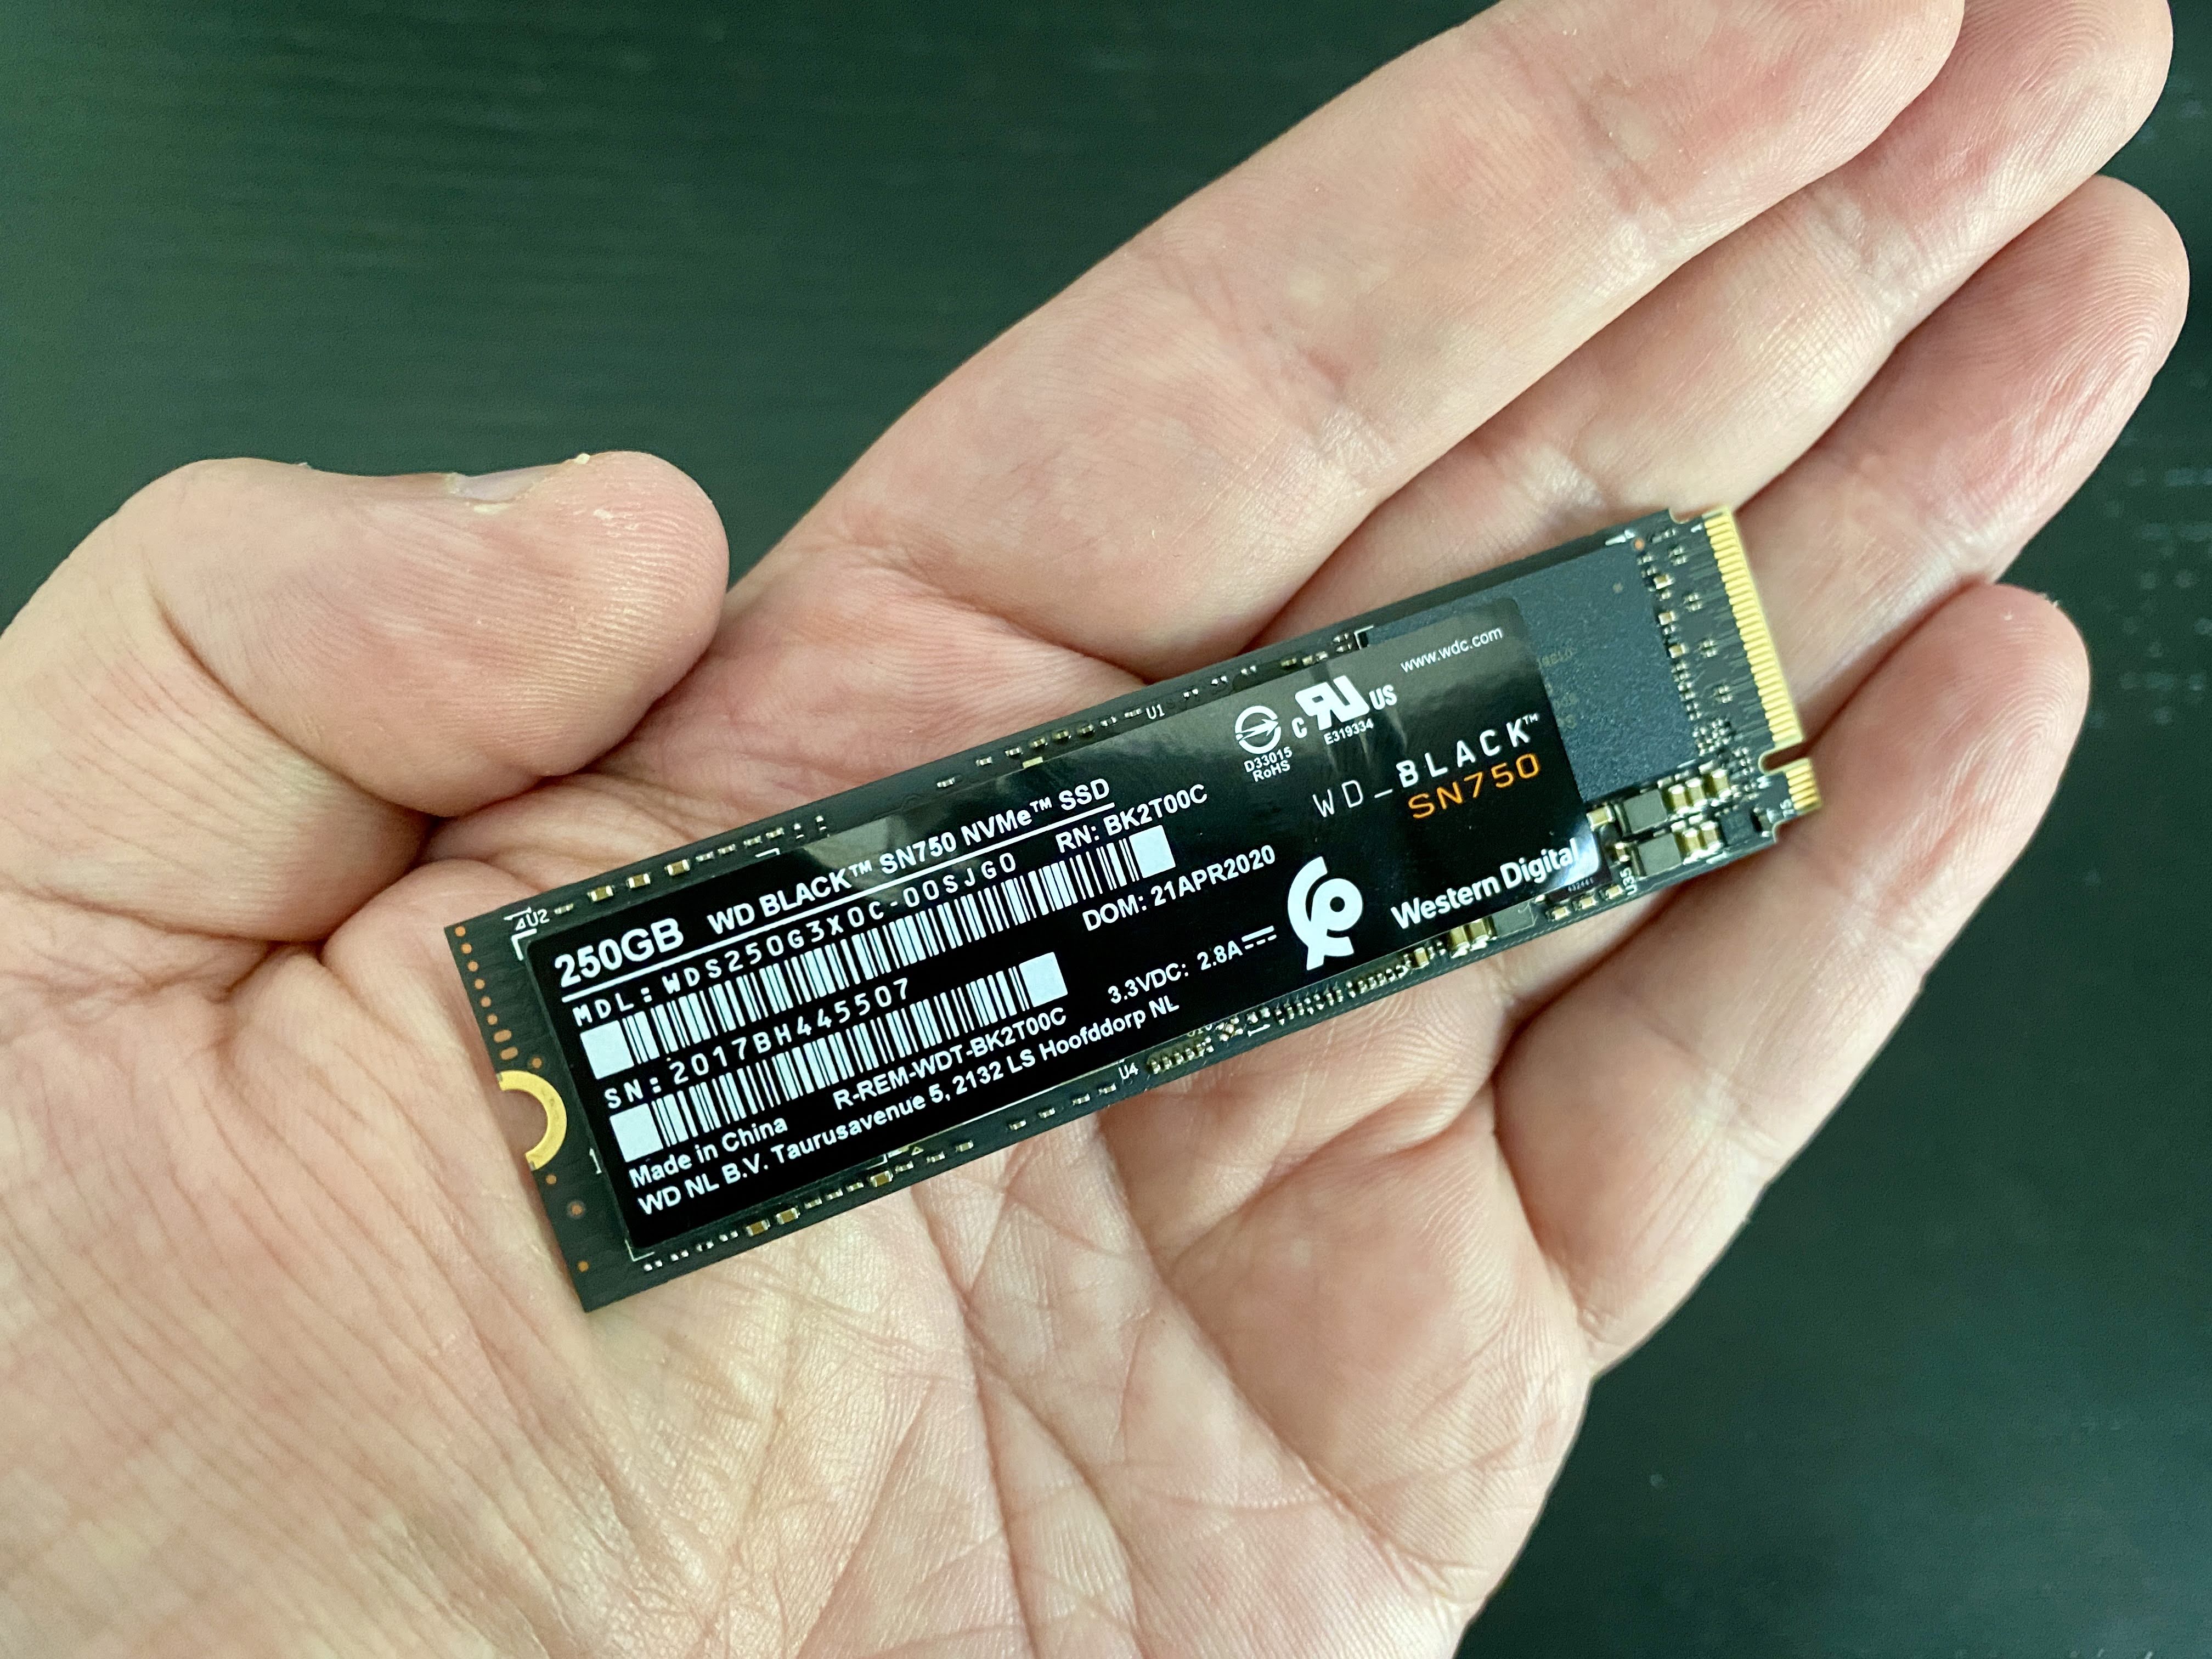 250GB WD BLACK™ SN750 NVMe™ SSD
MDL: WDS250G3X0C-00SJG0 RN: BK2T00C
SN: 2017BH445507 DOM: 21APR2020
Made in China R-REM-WDT-BK2T00C 3.3VDC: 2.8A
WD NL B.V. Taurusavenue 5, 2132 LS Hoofddorp NL
D33015
RoHS
C RU US
E319334
www.wdc.com
WD_BLACK™
SN750
Western Digital
U2
U1
U4
U35